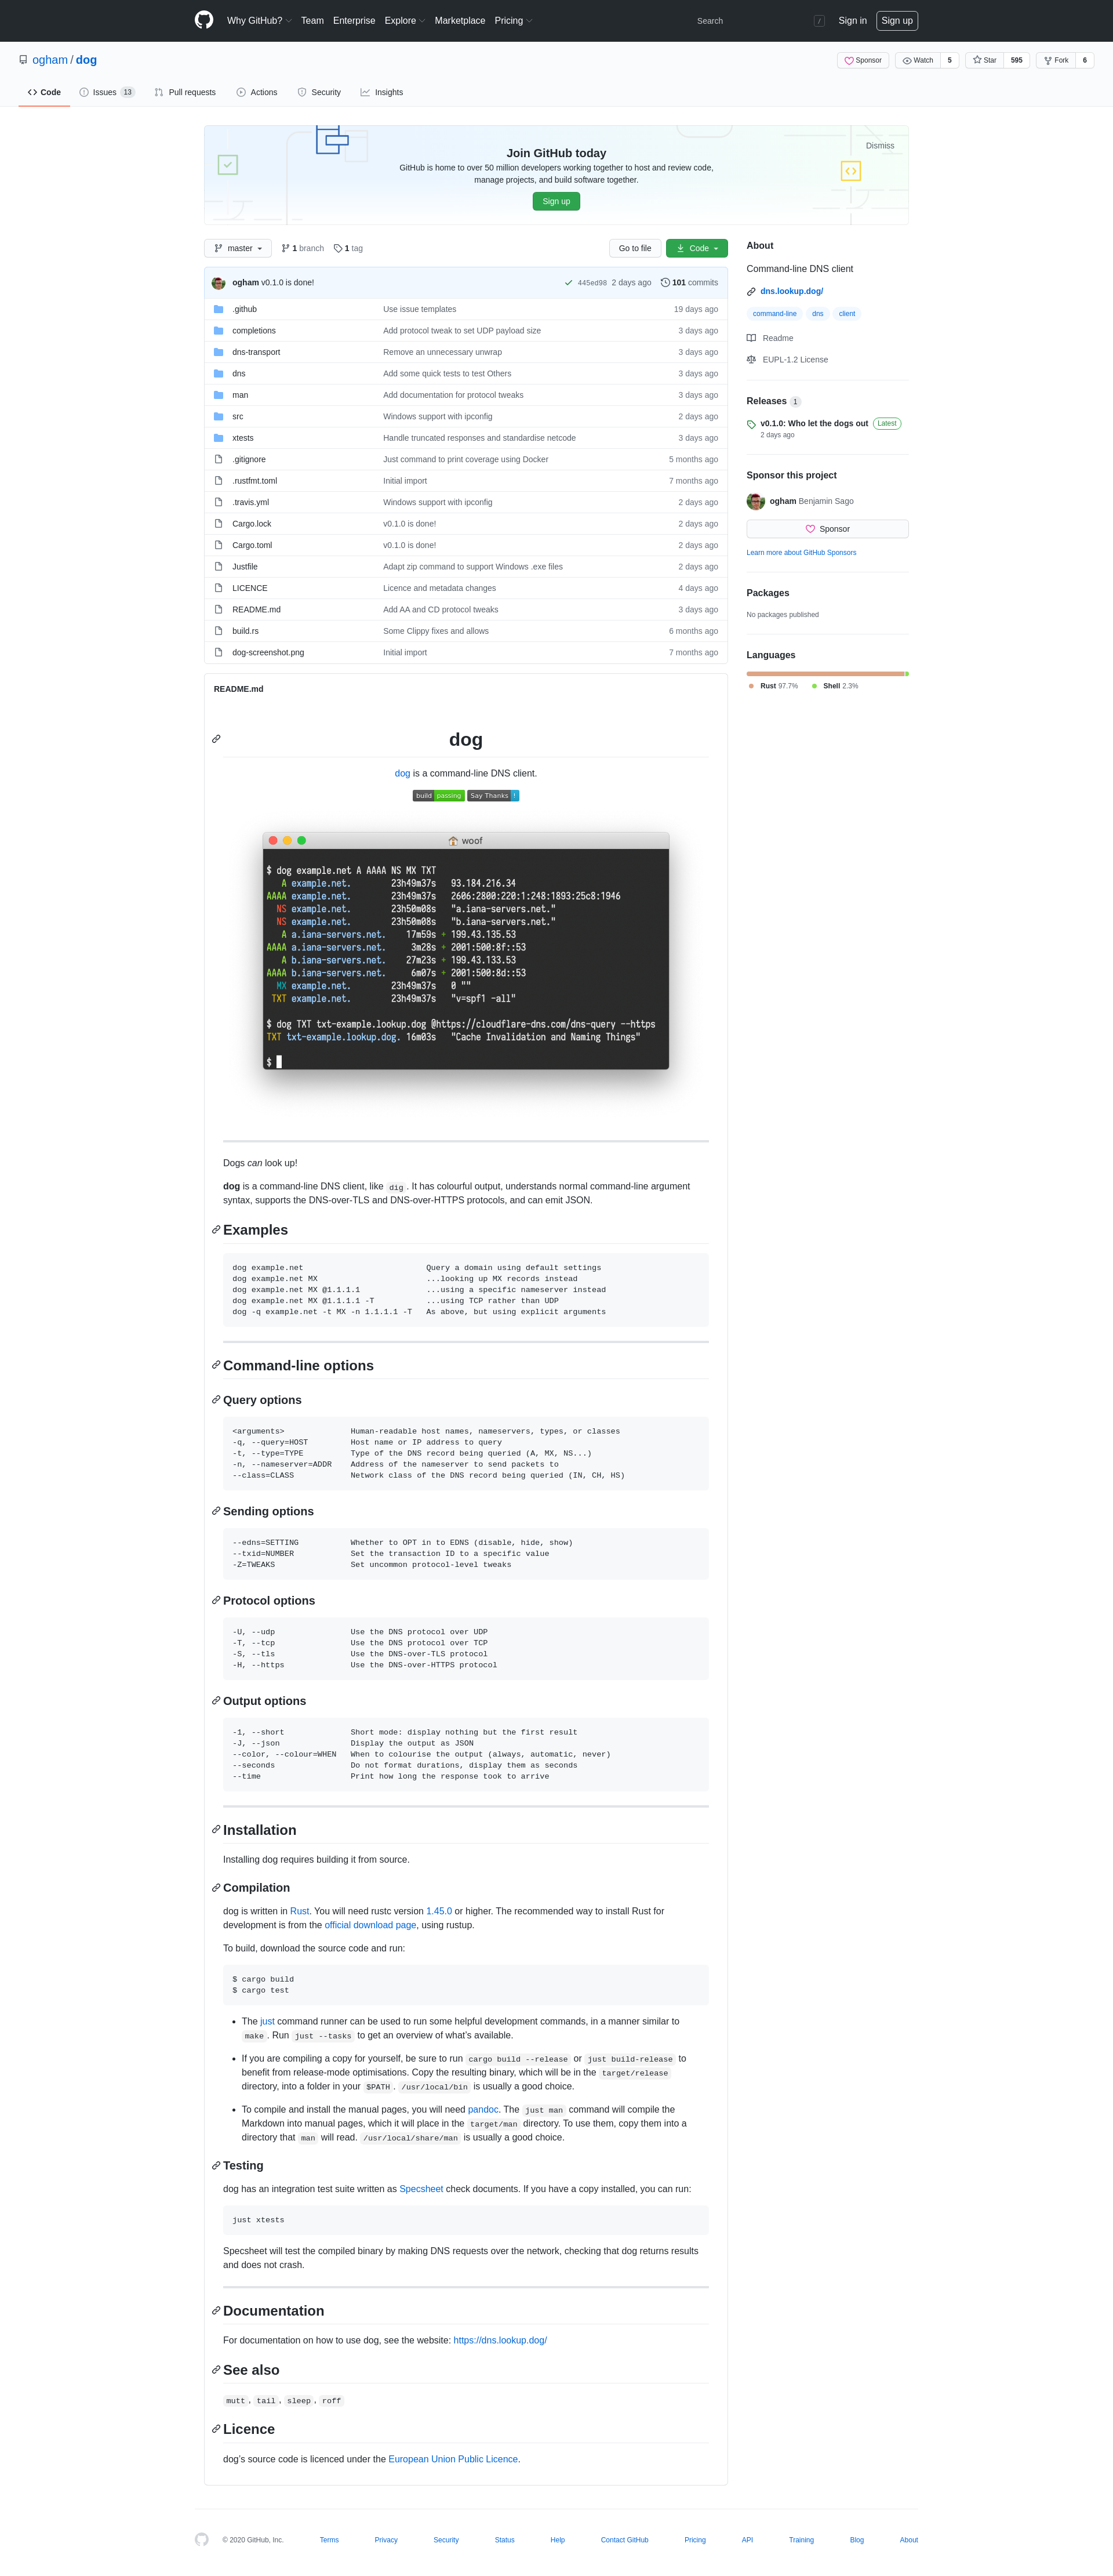 Why GitHub? Team Enterprise Explore Marketplace Pricing Search / Sign in Sign up
ogham / dog Sponsor Watch 5 Star 595 Fork 6
Code Issues 13 Pull requests Actions Security Insights
Dismiss
Join GitHub today
GitHub is home to over 50 million developers working together to host and review code,
manage projects, and build software together.
Sign up
master 1 branch 1 tag Go to file Code
ogham v0.1.0 is done! 445ed98 2 days ago 101 commits
.github Use issue templates 19 days ago
completions Add protocol tweak to set UDP payload size 3 days ago
dns-transport Remove an unnecessary unwrap 3 days ago
dns Add some quick tests to test Others 3 days ago
man Add documentation for protocol tweaks 3 days ago
src Windows support with ipconfig 2 days ago
xtests Handle truncated responses and standardise netcode 3 days ago
.gitignore Just command to print coverage using Docker 5 months ago
.rustfmt.toml Initial import 7 months ago
.travis.yml Windows support with ipconfig 2 days ago
Cargo.lock v0.1.0 is done! 2 days ago
Cargo.toml v0.1.0 is done! 2 days ago
Justfile Adapt zip command to support Windows .exe files 2 days ago
LICENCE Licence and metadata changes 4 days ago
README.md Add AA and CD protocol tweaks 3 days ago
build.rs Some Clippy fixes and allows 6 months ago
dog-screenshot.png Initial import 7 months ago
About
Command-line DNS client
dns.lookup.dog/
command-line dns client
Readme
EUPL-1.2 License
Releases 1
v0.1.0: Who let the dogs out Latest
2 days ago
Sponsor this project
ogham Benjamin Sago
Sponsor
Learn more about GitHub Sponsors
Packages
No packages published
Languages
Rust 97.7% Shell 2.3%
README.md
dog
dog is a command-line DNS client.
build passing Say Thanks !
woof
$ dog example.net A AAAA NS MX TXT
A example.net. 23h49m37s 93.184.216.34
AAAA example.net. 23h49m37s 2606:2800:220:1:248:1893:25c8:1946
NS example.net. 23h50m08s "a.iana-servers.net."
NS example.net. 23h50m08s "b.iana-servers.net."
A a.iana-servers.net. 17m59s + 199.43.135.53
AAAA a.iana-servers.net. 3m28s + 2001:500:8f::53
A b.iana-servers.net. 27m23s + 199.43.133.53
AAAA b.iana-servers.net. 6m07s + 2001:500:8d::53
MX example.net. 23h49m37s 0 ""
TXT example.net. 23h49m37s "v=spf1 -all"
$ dog TXT txt-example.lookup.dog @https://cloudflare-dns.com/dns-query --https
TXT txt-example.lookup.dog. 16m03s "Cache Invalidation and Naming Things"
$
Dogs can look up!
dog is a command-line DNS client, like dig. It has colourful output, understands normal command-line argument
syntax, supports the DNS-over-TLS and DNS-over-HTTPS protocols, and can emit JSON.
Examples
dog example.net Query a domain using default settings
dog example.net MX ...looking up MX records instead
dog example.net MX @1.1.1.1 ...using a specific nameserver instead
dog example.net MX @1.1.1.1 -T ...using TCP rather than UDP
dog -q example.net -t MX -n 1.1.1.1 -T As above, but using explicit arguments
Command-line options
Query options
<arguments> Human-readable host names, nameservers, types, or classes
-q, --query=HOST Host name or IP address to query
-t, --type=TYPE Type of the DNS record being queried (A, MX, NS...)
-n, --nameserver=ADDR Address of the nameserver to send packets to
--class=CLASS Network class of the DNS record being queried (IN, CH, HS)
Sending options
--edns=SETTING Whether to OPT in to EDNS (disable, hide, show)
--txid=NUMBER Set the transaction ID to a specific value
-Z=TWEAKS Set uncommon protocol-level tweaks
Protocol options
-U, --udp Use the DNS protocol over UDP
-T, --tcp Use the DNS protocol over TCP
-S, --tls Use the DNS-over-TLS protocol
-H, --https Use the DNS-over-HTTPS protocol
Output options
-1, --short Short mode: display nothing but the first result
-J, --json Display the output as JSON
--color, --colour=WHEN When to colourise the output (always, automatic, never)
--seconds Do not format durations, display them as seconds
--time Print how long the response took to arrive
Installation
Installing dog requires building it from source.
Compilation
dog is written in Rust. You will need rustc version 1.45.0 or higher. The recommended way to install Rust for
development is from the official download page, using rustup.
To build, download the source code and run:
$ cargo build
$ cargo test
• The just command runner can be used to run some helpful development commands, in a manner similar to
make. Run just --tasks to get an overview of what's available.
• If you are compiling a copy for yourself, be sure to run cargo build --release or just build-release to
benefit from release-mode optimisations. Copy the resulting binary, which will be in the target/release
directory, into a folder in your $PATH. /usr/local/bin is usually a good choice.
• To compile and install the manual pages, you will need pandoc. The just man command will compile the
Markdown into manual pages, which it will place in the target/man directory. To use them, copy them into a
directory that man will read. /usr/local/share/man is usually a good choice.
Testing
dog has an integration test suite written as Specsheet check documents. If you have a copy installed, you can run:
just xtests
Specsheet will test the compiled binary by making DNS requests over the network, checking that dog returns results
and does not crash.
Documentation
For documentation on how to use dog, see the website: https://dns.lookup.dog/
See also
mutt, tail, sleep, roff
Licence
dog's source code is licenced under the European Union Public Licence.
© 2020 GitHub, Inc. Terms Privacy Security Status Help Contact GitHub Pricing API Training Blog About